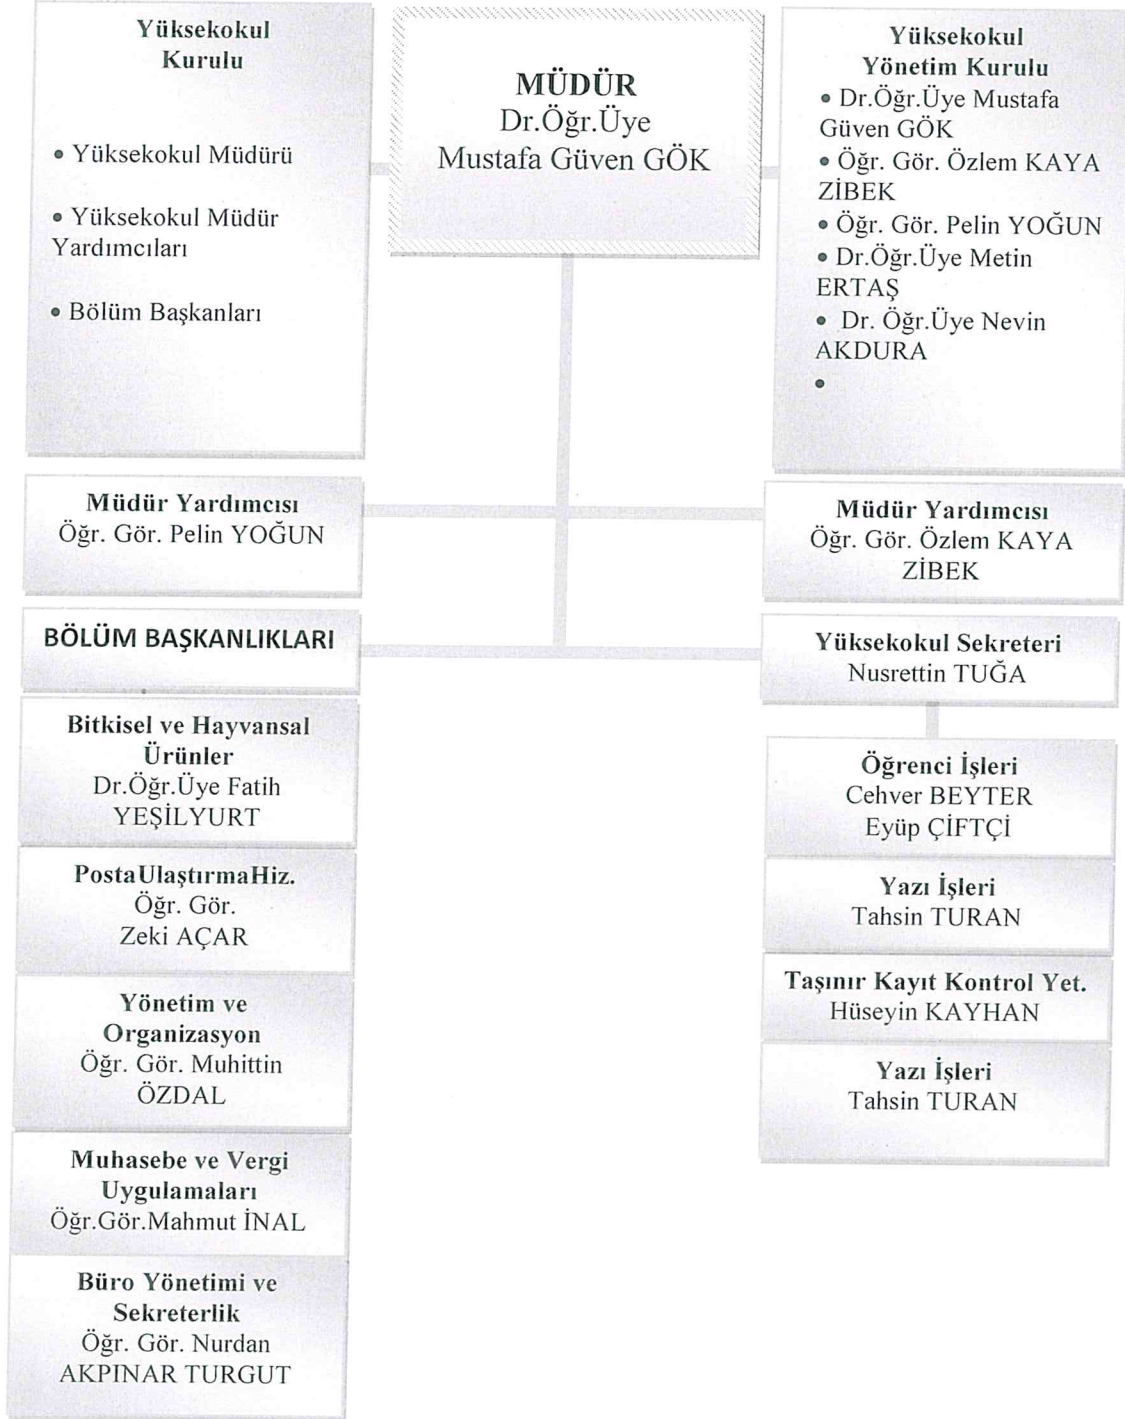 Yüksekokul
Kurulu
• Yüksekokul Müdürü
• Yüksekokul Müdür
Yardımcıları
• Bölüm Başkanları
MÜDÜR
Dr.Öğr.Üye
Mustafa Güven GÖK
Yüksekokul
Yönetim Kurulu
• Dr.Öğr.Üye Mustafa
Güven GÖK
• Öğr. Gör. Özlem KAYA
ZİBEK
• Öğr. Gör. Pelin YOĞUN
• Dr.Öğr.Üye Metin
ERTAŞ
• Dr. Öğr.Üye Nevin
AKDURA
•
Müdür Yardımcısı
Öğr. Gör. Pelin YOĞUN
Müdür Yardımcısı
Öğr. Gör. Özlem KAYA
ZİBEK
BÖLÜM BAŞKANLIKLARI
Bitkisel ve Hayvansal
Ürünler
Dr.Öğr.Üye Fatih
YEŞİLYURT
PostaUlaştırmaHiz.
Öğr. Gör.
Zeki AÇAR
Yönetim ve
Organizasyon
Öğr. Gör. Muhittin
ÖZDAL
Muhasebe ve Vergi
Uygulamaları
Öğr.Gör.Mahmut İNAL
Büro Yönetimi ve
Sekreterlik
Öğr. Gör. Nurdan
AKPINAR TURGUT
Yüksekokul Sekreteri
Nusrettin TUĞA
Öğrenci İşleri
Cehver BEYTER
Eyüp ÇİFTÇİ
Yazı İşleri
Tahsin TURAN
Taşınır Kayıt Kontrol Yet.
Hüseyin KAYHAN
Yazı İşleri
Tahsin TURAN